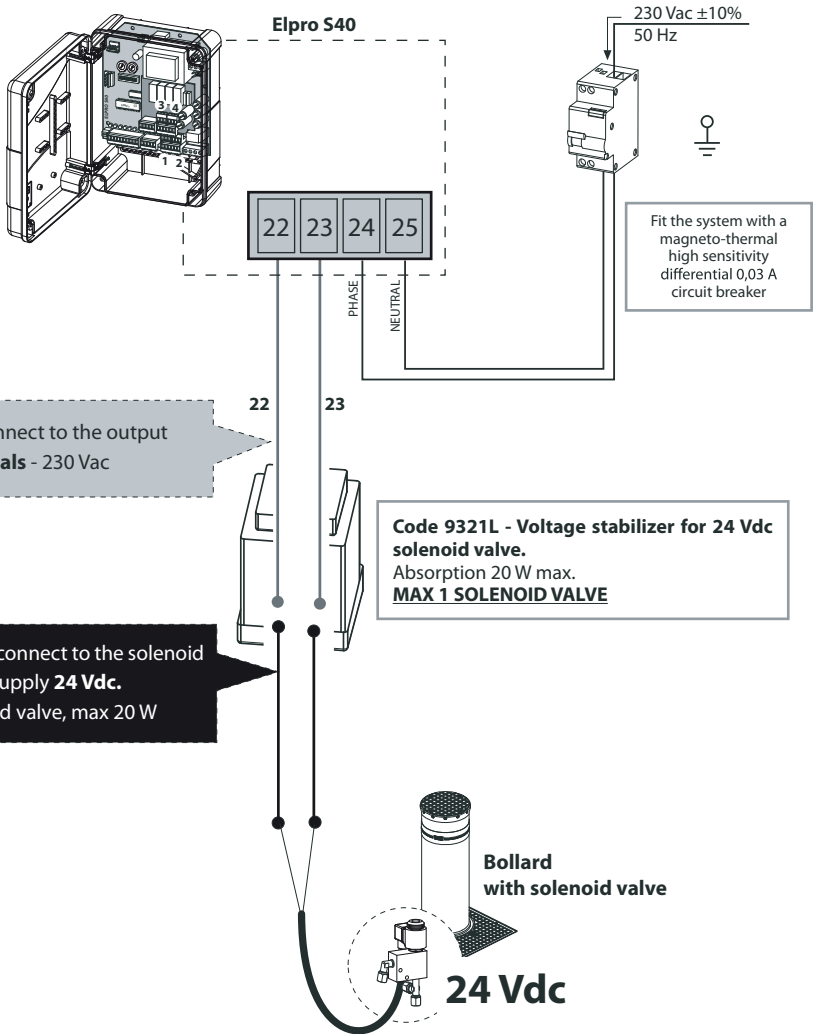 Elpro S40
230 Vac ±10%
50 Hz
3 4
1 2
22 23 24 25
PHASE
NEUTRAL
Fit the system with a
magneto-thermal
high sensitivity
differential 0,03 A
circuit breaker
22 23
nnect to the output
als - 230 Vac
Code 9321L - Voltage stabilizer for 24 Vdc
solenoid valve.
Absorption 20 W max.
MAX 1 SOLENOID VALVE
connect to the solenoid
upply 24 Vdc.
d valve, max 20 W
Bollard
with solenoid valve
24 Vdc